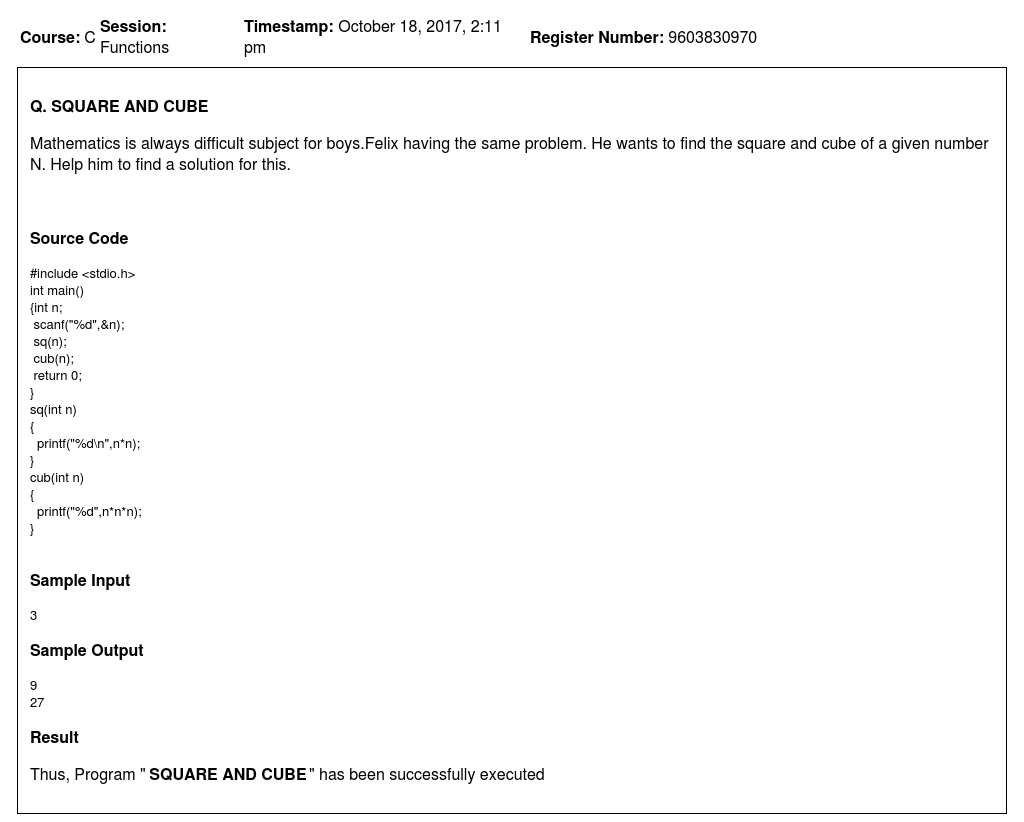 Course: C Session: Functions Timestamp: October 18, 2017, 2:11 pm Register Number: 9603830970
Q. SQUARE AND CUBE
Mathematics is always difficult subject for boys.Felix having the same problem. He wants to find the square and cube of a given number
N. Help him to find a solution for this.
Source Code
#include <stdio.h>
int main()
{int n;
 scanf("%d",&n);
 sq(n);
 cub(n);
 return 0;
}
sq(int n)
{
  printf("%d\n",n*n);
}
cub(int n)
{
  printf("%d",n*n*n);
}
Sample Input
3
Sample Output
9
27
Result
Thus, Program " SQUARE AND CUBE " has been successfully executed